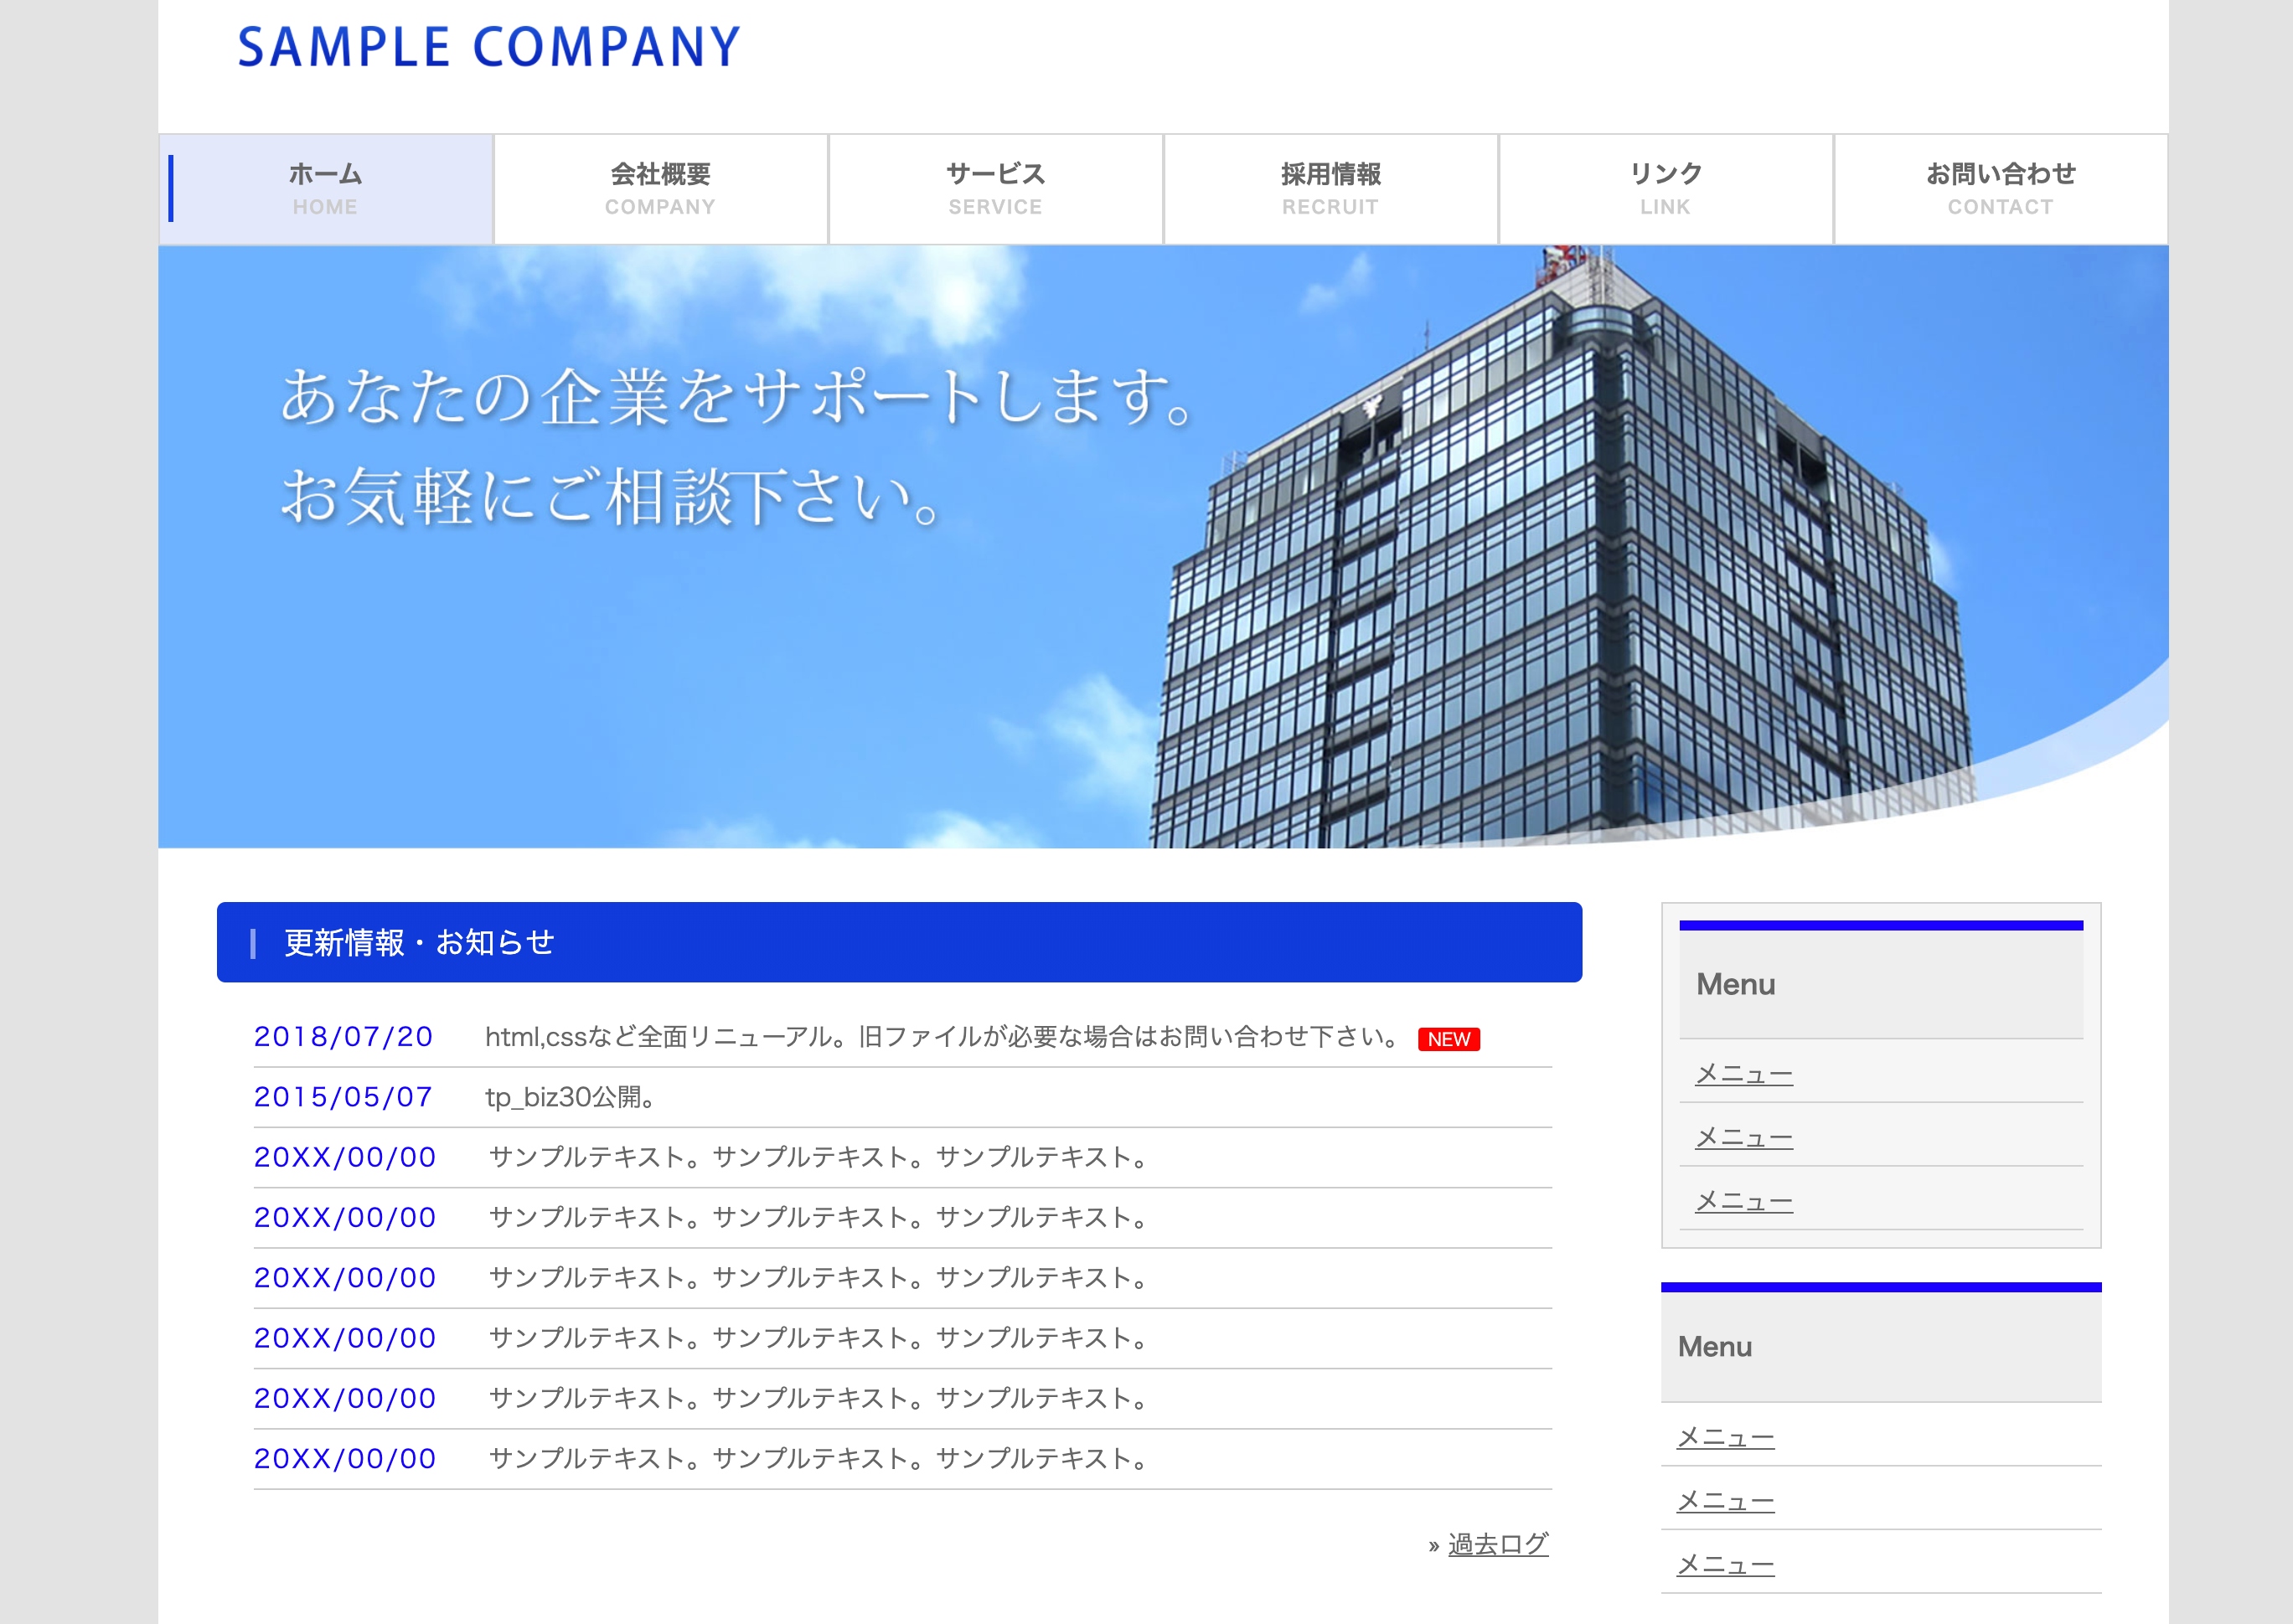 SAMPLE COMPANY
ホーム
HOME
会社概要
COMPANY
サービス
SERVICE
採用情報
RECRUIT
リンク
LINK
お問い合わせ
CONTACT
あなたの企業をサポートします。
お気軽にご相談下さい。
更新情報・お知らせ
2018/07/20 html,cssなど全面リニューアル。旧ファイルが必要な場合はお問い合わせ下さい。 NEW
2015/05/07 tp_biz30公開。
20XX/00/00 サンプルテキスト。サンプルテキスト。サンプルテキスト。
20XX/00/00 サンプルテキスト。サンプルテキスト。サンプルテキスト。
20XX/00/00 サンプルテキスト。サンプルテキスト。サンプルテキスト。
20XX/00/00 サンプルテキスト。サンプルテキスト。サンプルテキスト。
20XX/00/00 サンプルテキスト。サンプルテキスト。サンプルテキスト。
20XX/00/00 サンプルテキスト。サンプルテキスト。サンプルテキスト。
» 過去ログ
Menu
メニュー
メニュー
メニュー
Menu
メニュー
メニュー
メニュー